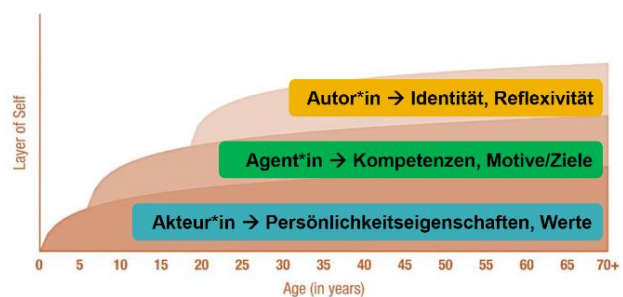 Layer of Self
Autor*in → Identität, Reflexivität
Agent*in → Kompetenzen, Motive/Ziele
Akteur*in → Persönlichkeitseigenschaften, Werte
0 5 10 15 20 25 30 35 40 45 50 55 60 65 70+
Age (in years)